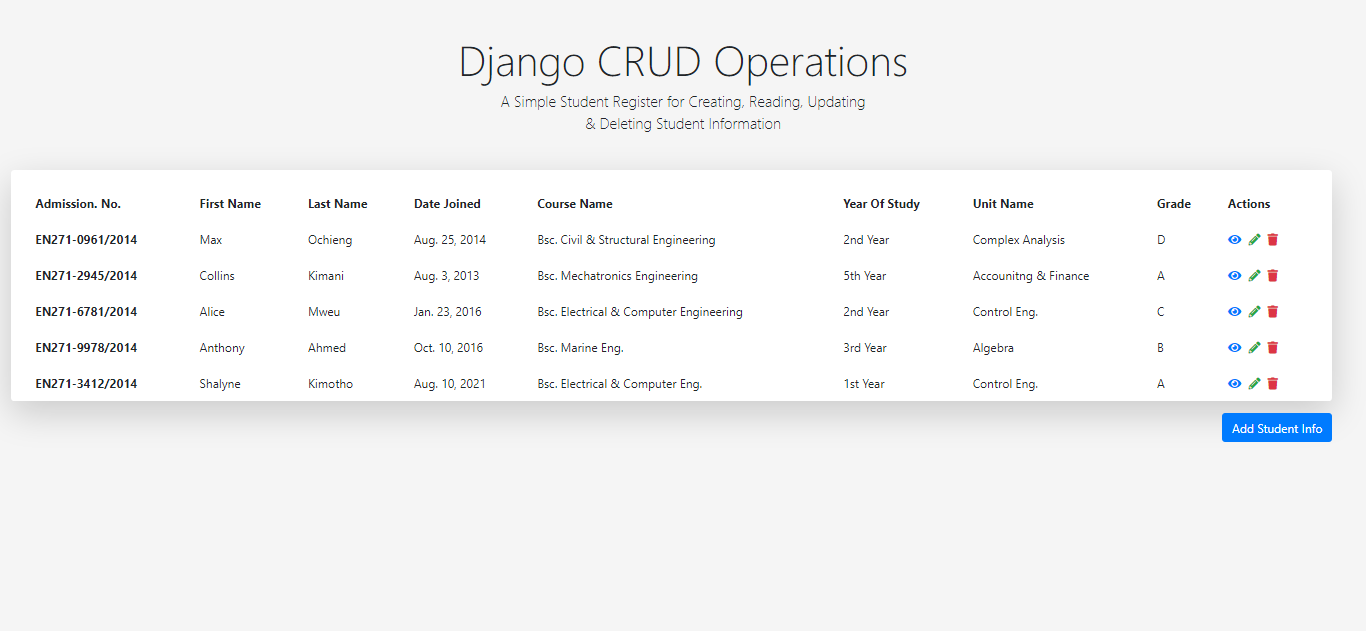 Django CRUD Operations
A Simple Student Register for Creating, Reading, Updating
& Deleting Student Information
Admission. No. First Name Last Name Date Joined Course Name Year Of Study Unit Name Grade Actions
EN271-0961/2014 Max Ochieng Aug. 25, 2014 Bsc. Civil & Structural Engineering 2nd Year Complex Analysis D
EN271-2945/2014 Collins Kimani Aug. 3, 2013 Bsc. Mechatronics Engineering 5th Year Accounitng & Finance A
EN271-6781/2014 Alice Mweu Jan. 23, 2016 Bsc. Electrical & Computer Engineering 2nd Year Control Eng. C
EN271-9978/2014 Anthony Ahmed Oct. 10, 2016 Bsc. Marine Eng. 3rd Year Algebra B
EN271-3412/2014 Shalyne Kimotho Aug. 10, 2021 Bsc. Electrical & Computer Eng. 1st Year Control Eng. A
Add Student Info